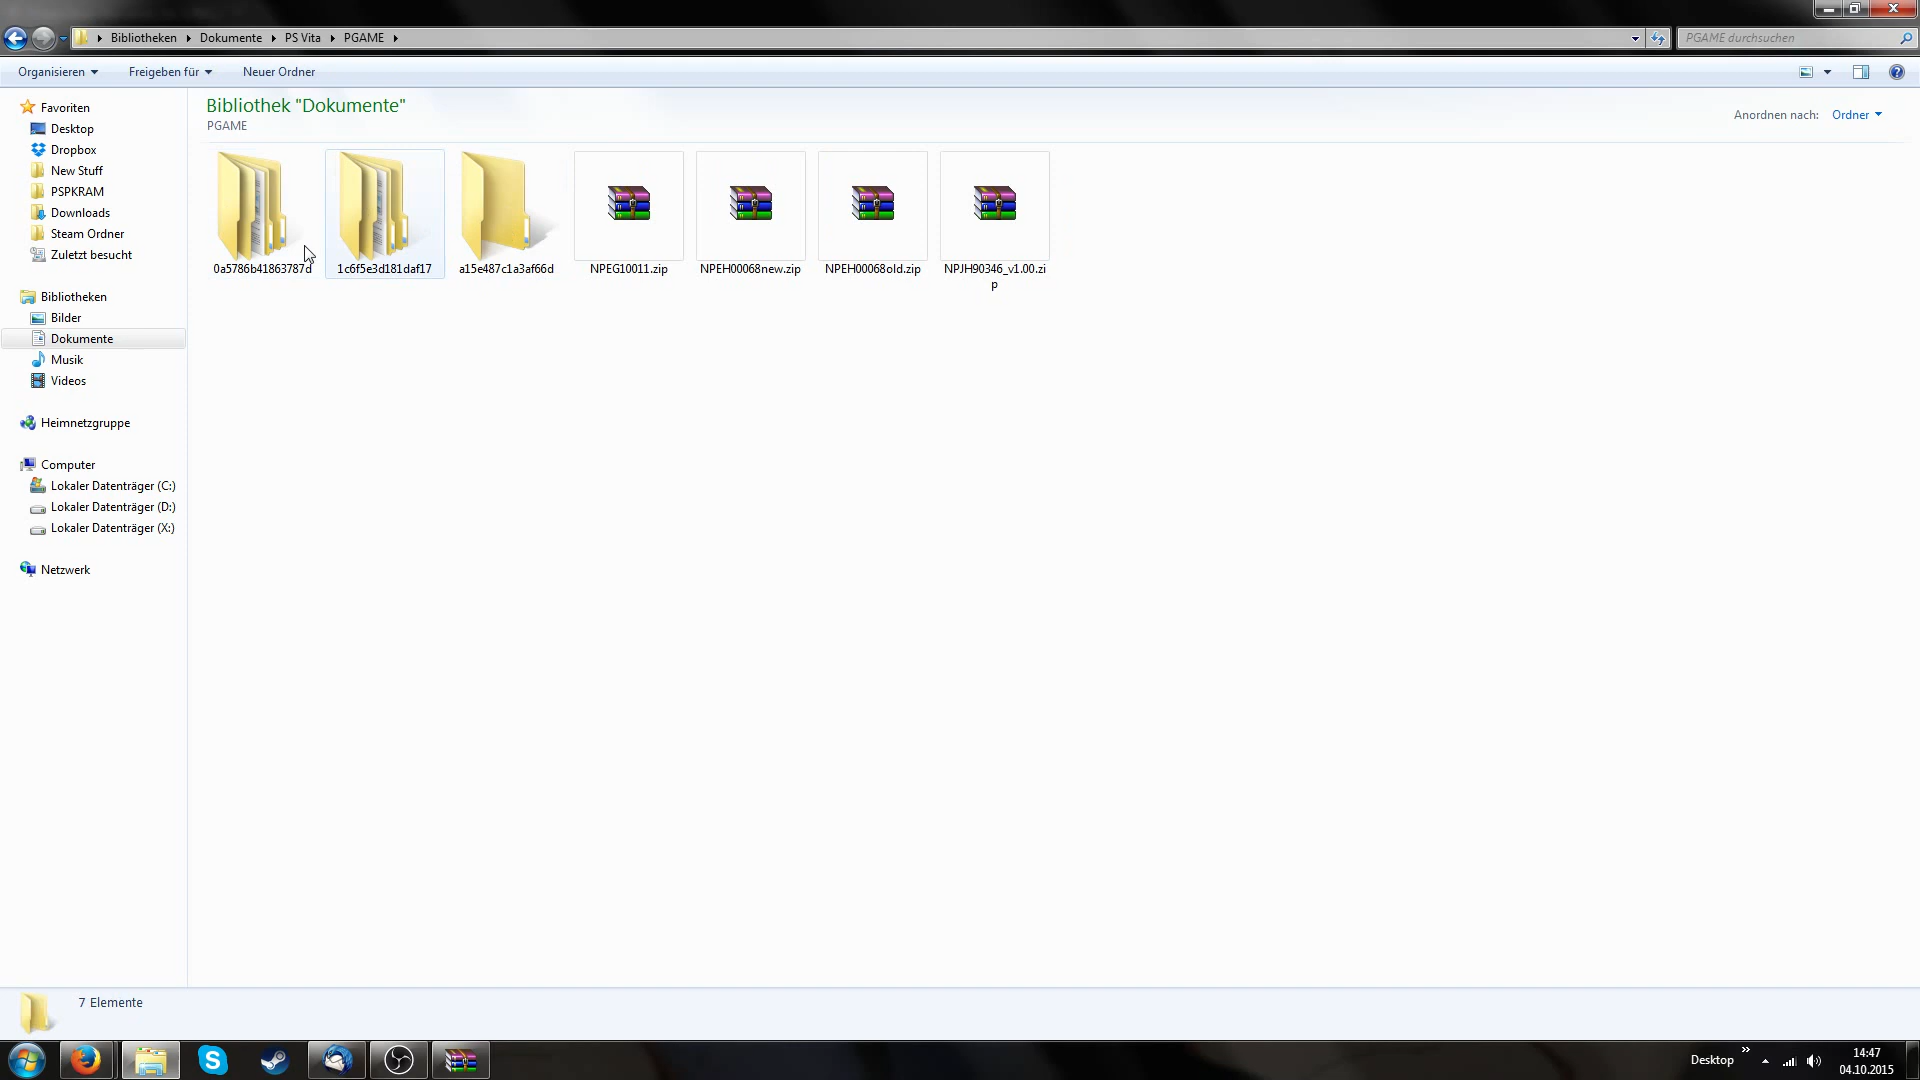 Bibliotheken Dokumente PS Vita PGAME
PGAME durchsuchen
Organisieren Freigeben für Neuer Ordner
Favoriten
Desktop
Dropbox
New Stuff
PSPKRAM
Downloads
Steam Ordner
Zuletzt besucht
Bibliotheken
Bilder
Dokumente
Musik
Videos
Heimnetzgruppe
Computer
Lokaler Datenträger (C:)
Lokaler Datenträger (D:)
Lokaler Datenträger (X:)
Netzwerk
Bibliothek "Dokumente"
PGAME
Anordnen nach: Ordner
0a5786b41863787d
1c6f5e3d181daf17
a15e487c1a3af66d
NPEG10011.zip
NPEH00068new.zip
NPEH00068old.zip
NPJH90346_v1.00.zi
p
7 Elemente
Desktop
14:47
04.10.2015